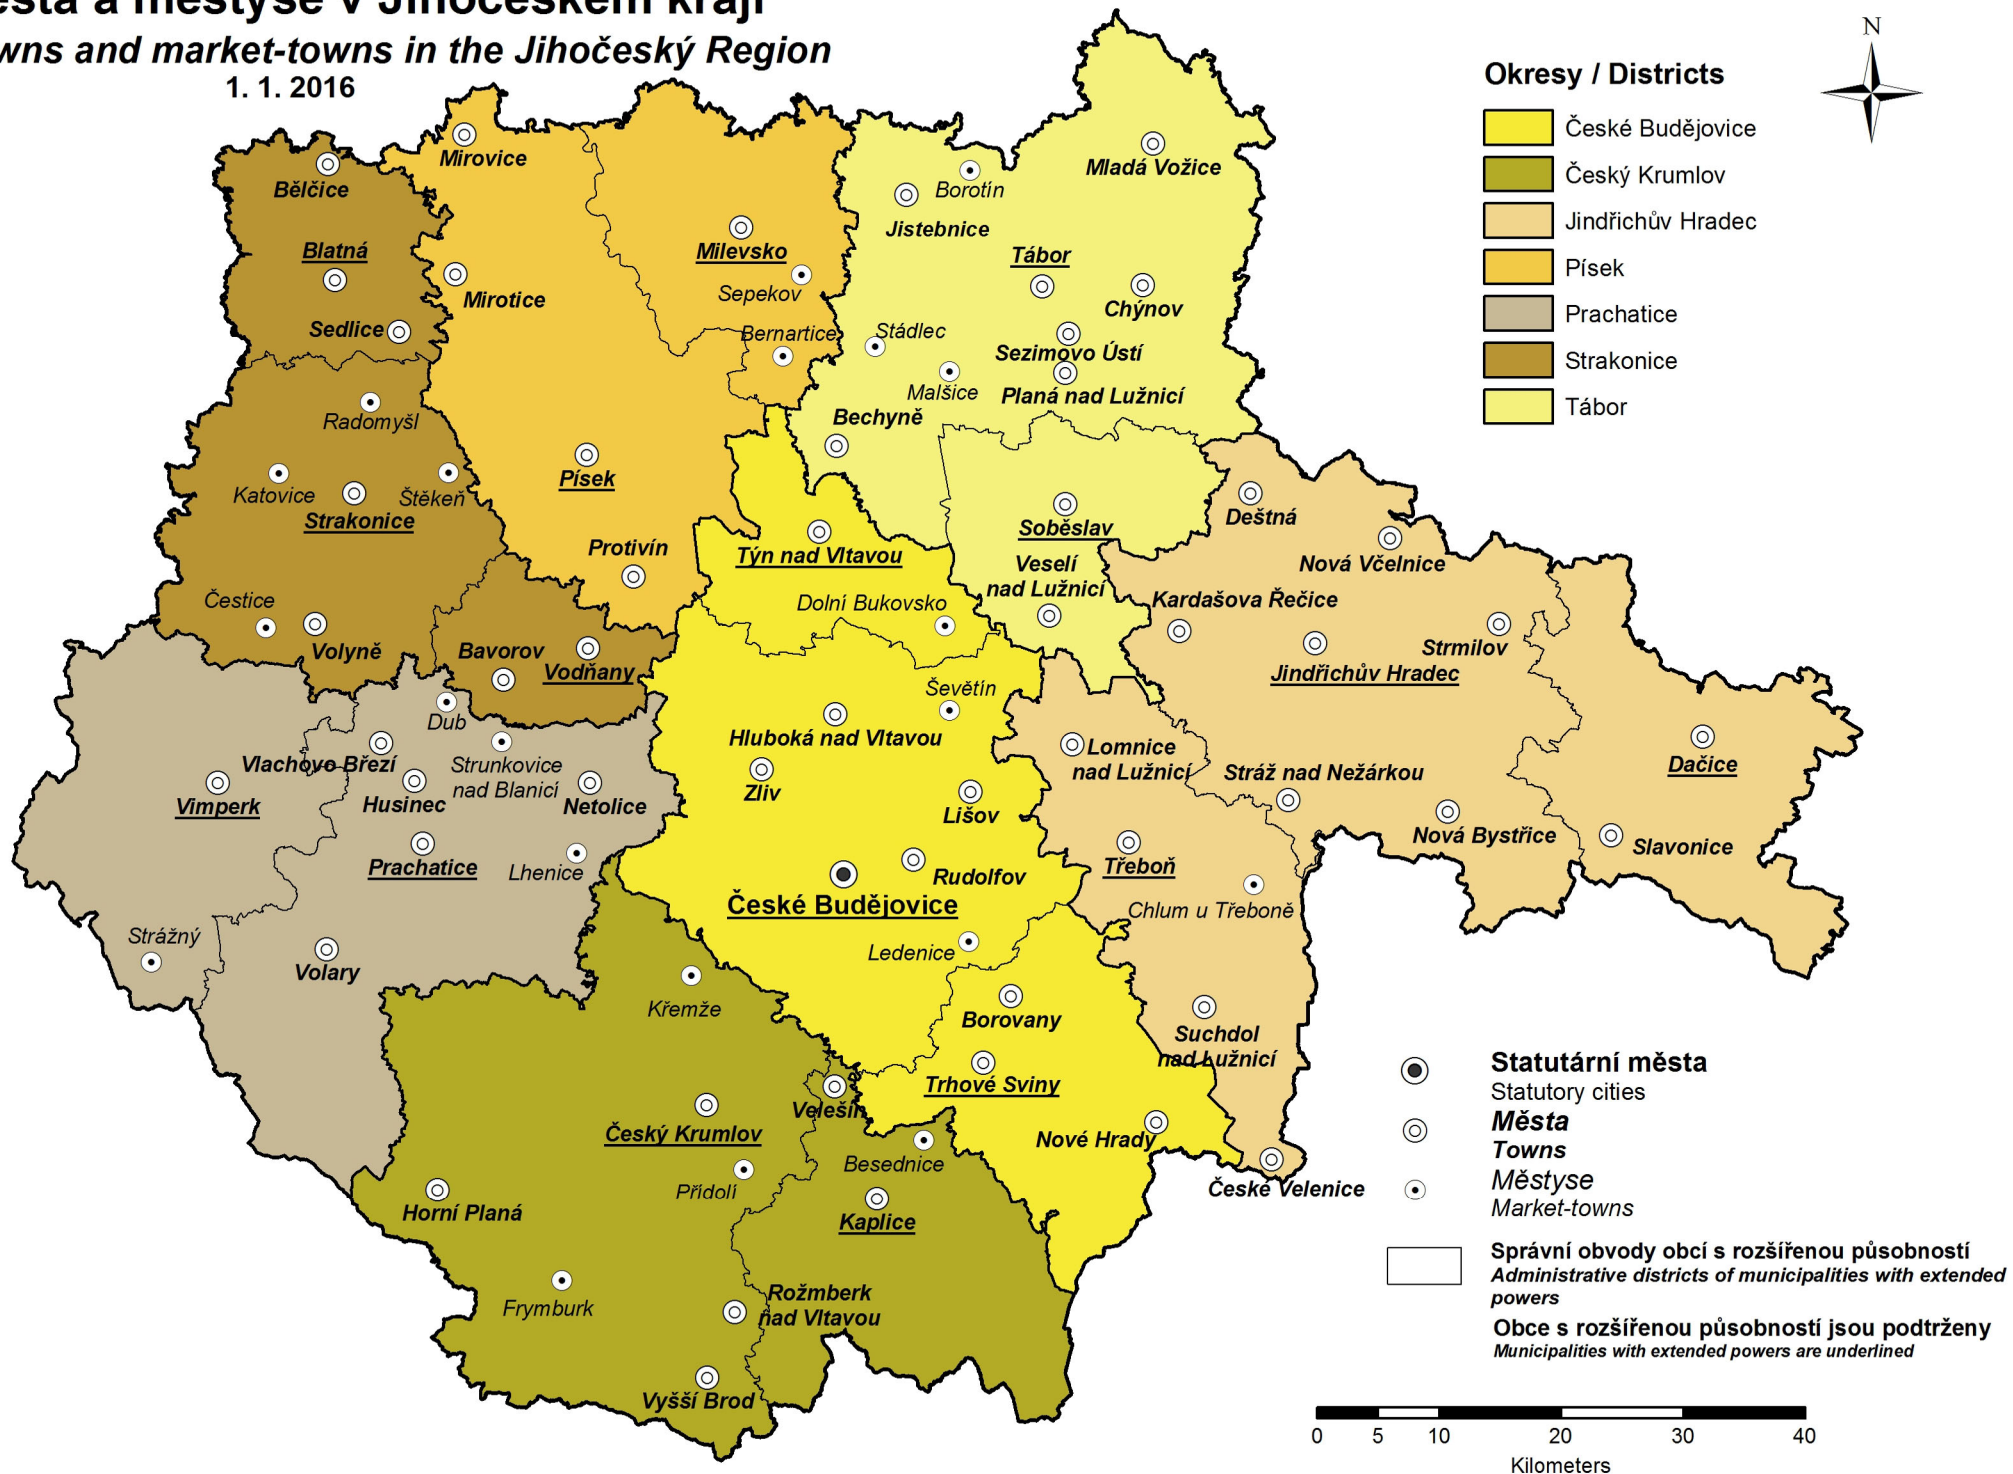 města a městyse v Jihočeském kraji
Towns and market-towns in the Jihočeský Region
1. 1. 2016
N
Okresy / Districts
České Budějovice
Český Krumlov
Jindřichův Hradec
Písek
Prachatice
Strakonice
Tábor
Mirovice
Bělčice
Mladá Vožice
Borotín
Jistebnice
Blatná
Milevsko
Tábor
Sepekov
Mirotice
Chýnov
Sedlice
Bernartice
Stádlec
Sezimovo Ústí
Malšice
Planá nad Lužnicí
Radomyšl
Bechyně
Písek
Katovice
Štěkeň
Strakonice
Deštná
Soběslav
Týn nad Vltavou
Protivín
Nová Včelnice
Veselí
nad Lužnicí
Čestice
Dolní Bukovsko
Kardašova Řečice
Volyně
Bavorov
Vodňany
Strmilov
Jindřichův Hradec
Ševětín
Dub
Hluboká nad Vltavou
Lomnice
nad Lužnicí
Vlachovo Březí
Strunkovice
nad Blanicí
Stráž nad Nežárkou
Dačice
Vimperk
Husinec
Netolice
Zliv
Lišov
Nová Bystřice
Slavonice
Prachatice
Lhenice
Rudolfov
Třeboň
České Budějovice
Chlum u Třeboně
Strážný
Ledenice
Volary
Křemže
Borovany
Suchdol
nad Lužnicí
Trhové Sviny
Velešín
Český Krumlov
Nové Hrady
Besednice
Přídolí
České Velenice
Horní Planá
Kaplice
Frymburk
Rožmberk
nad Vltavou
Vyšší Brod
Statutární města
Statutory cities
Města
Towns
Městyse
Market-towns
Správní obvody obcí s rozšířenou působností
Administrative districts of municipalities with extended
powers
Obce s rozšířenou působností jsou podtrženy
Municipalities with extended powers are underlined
0 5 10 20 30 40
Kilometers